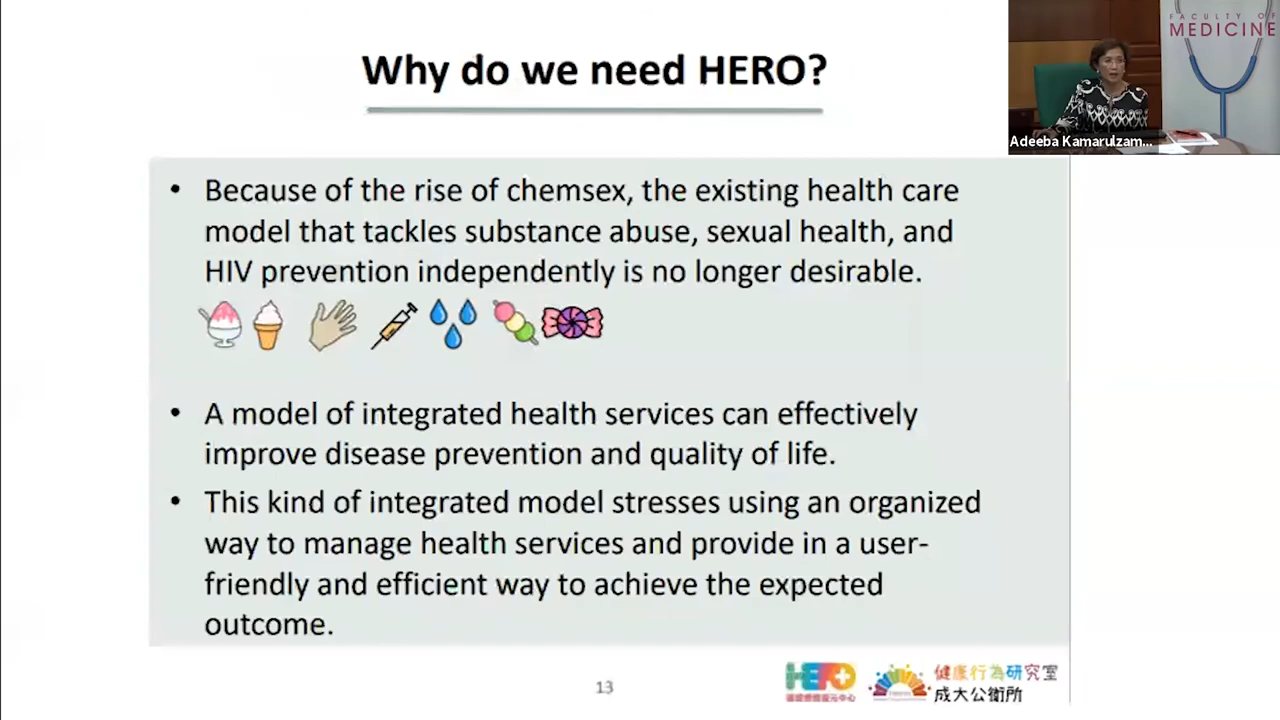 Why do we need HERO?
FACULTY OF
MEDICINE
Adeeba Kamarulzam...
• Because of the rise of chemsex, the existing health care
model that tackles substance abuse, sexual health, and
HIV prevention independently is no longer desirable.
• A model of integrated health services can effectively
improve disease prevention and quality of life.
• This kind of integrated model stresses using an organized
way to manage health services and provide in a user-
friendly and efficient way to achieve the expected
outcome.
13
HERO
健康行為研究室
成大公衛所